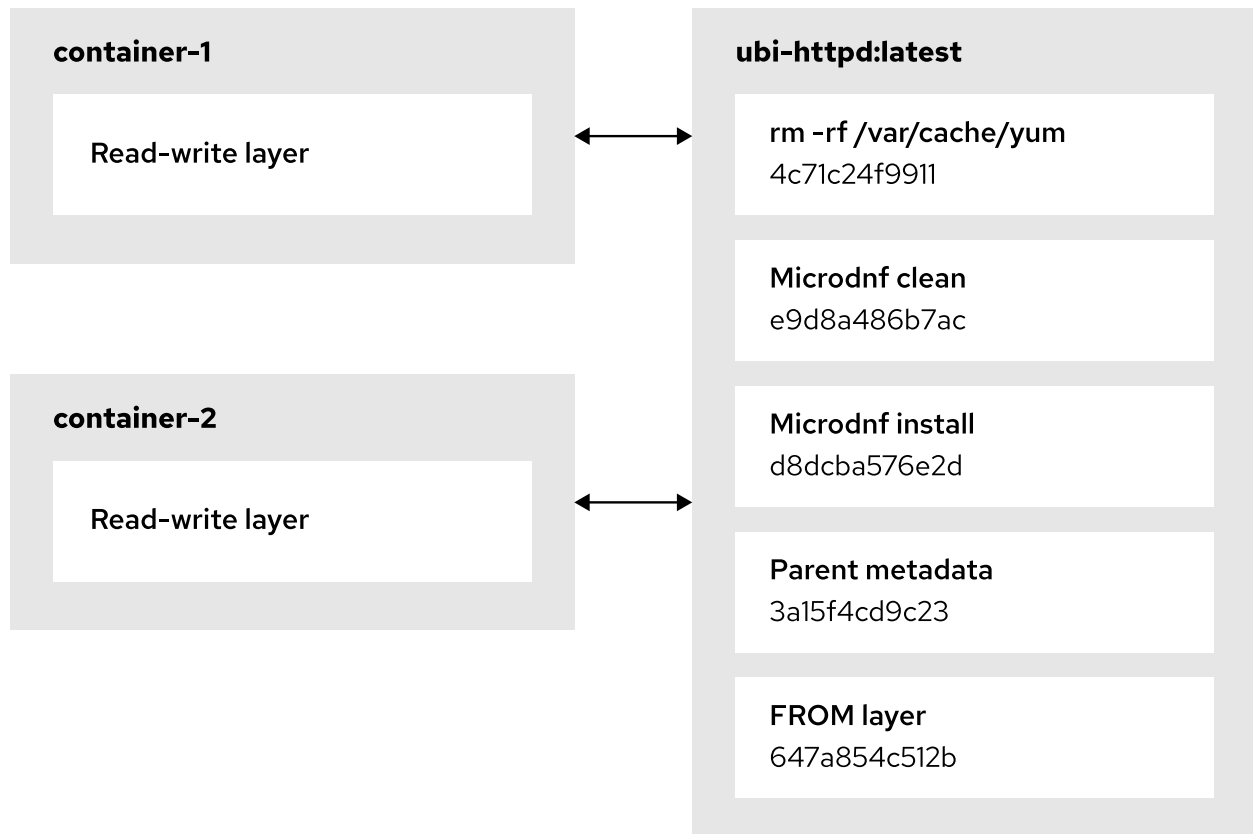 container-1
Read-write layer
container-2
Read-write layer
ubi-httpd:latest
rm -rf /var/cache/yum
4c71c24f9911
Microdnf clean
e9d8a486b7ac
Microdnf install
d8dcba576e2d
Parent metadata
3a15f4cd9c23
FROM layer
647a854c512b